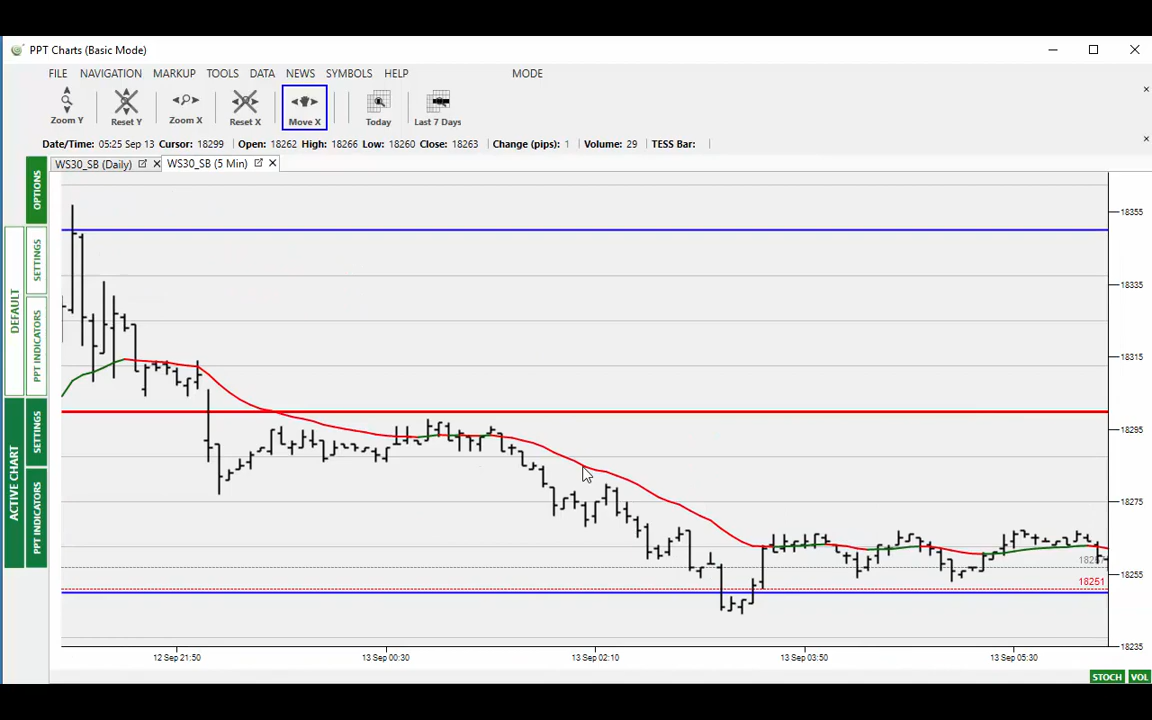 PPT Charts (Basic Mode)
FILE NAVIGATION MARKUP TOOLS DATA NEWS SYMBOLS HELP MODE
Zoom Y Reset Y Zoom X Reset X Move X Today Last 7 Days
Date/Time: 05:25 Sep 13 Cursor: 18299 Open: 18262 High: 18266 Low: 18260 Close: 18263 Change (pips): 1 Volume: 29 TESS Bar:
WS30_SB (Daily) WS30_SB (5 Min)
OPTIONS
SETTINGS
DEFAULT
PPT INDICATORS
SETTINGS
ACTIVE CHART
PPT INDICATORS
18355
18335
18315
18295
18275
18255
18251
18235
12 Sep 21:50 13 Sep 00:30 13 Sep 02:10 13 Sep 03:50 13 Sep 05:30
STOCH VOL